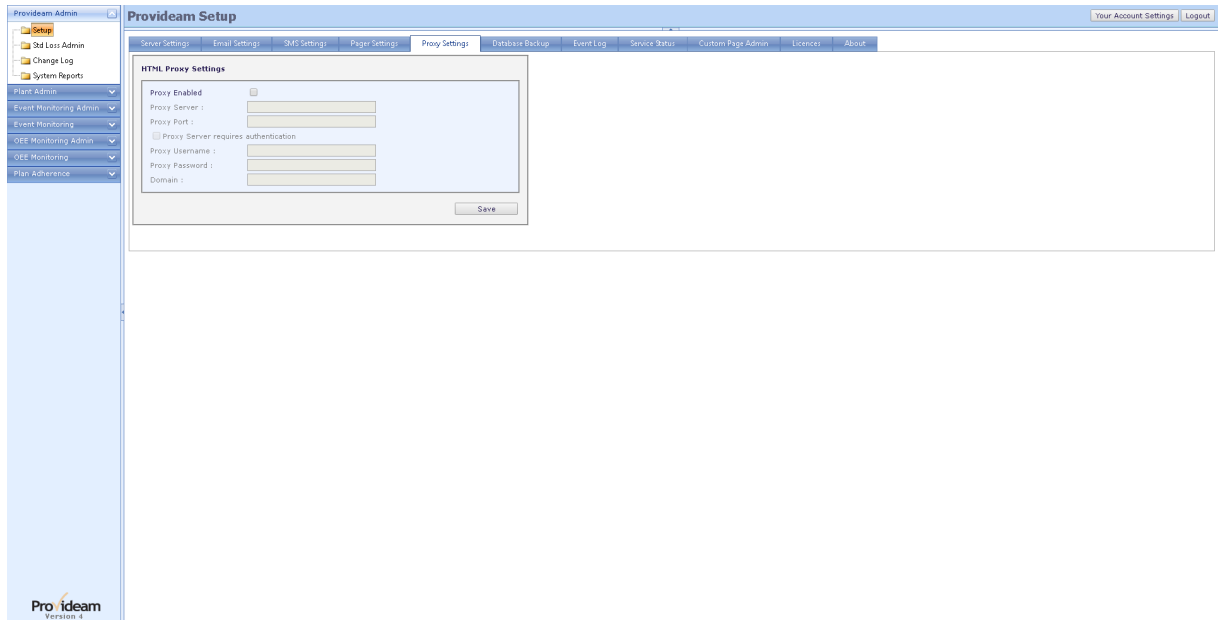 Provideam Admin
Setup
Std Loss Admin
Change Log
System Reports
Plant Admin
Event Monitoring Admin
Event Monitoring
OEE Monitoring Admin
OEE Monitoring
Plan Adherence
Provideam
Version 4
Provideam Setup
Your Account Settings Logout
Server Settings Email Settings SMS Settings Pager Settings Proxy Settings Database Backup Event Log Service Status Custom Page Admin Licences About
HTML Proxy Settings
Proxy Enabled
Proxy Server :
Proxy Port :
Proxy Server requires authentication
Proxy Username :
Proxy Password :
Domain :
Save